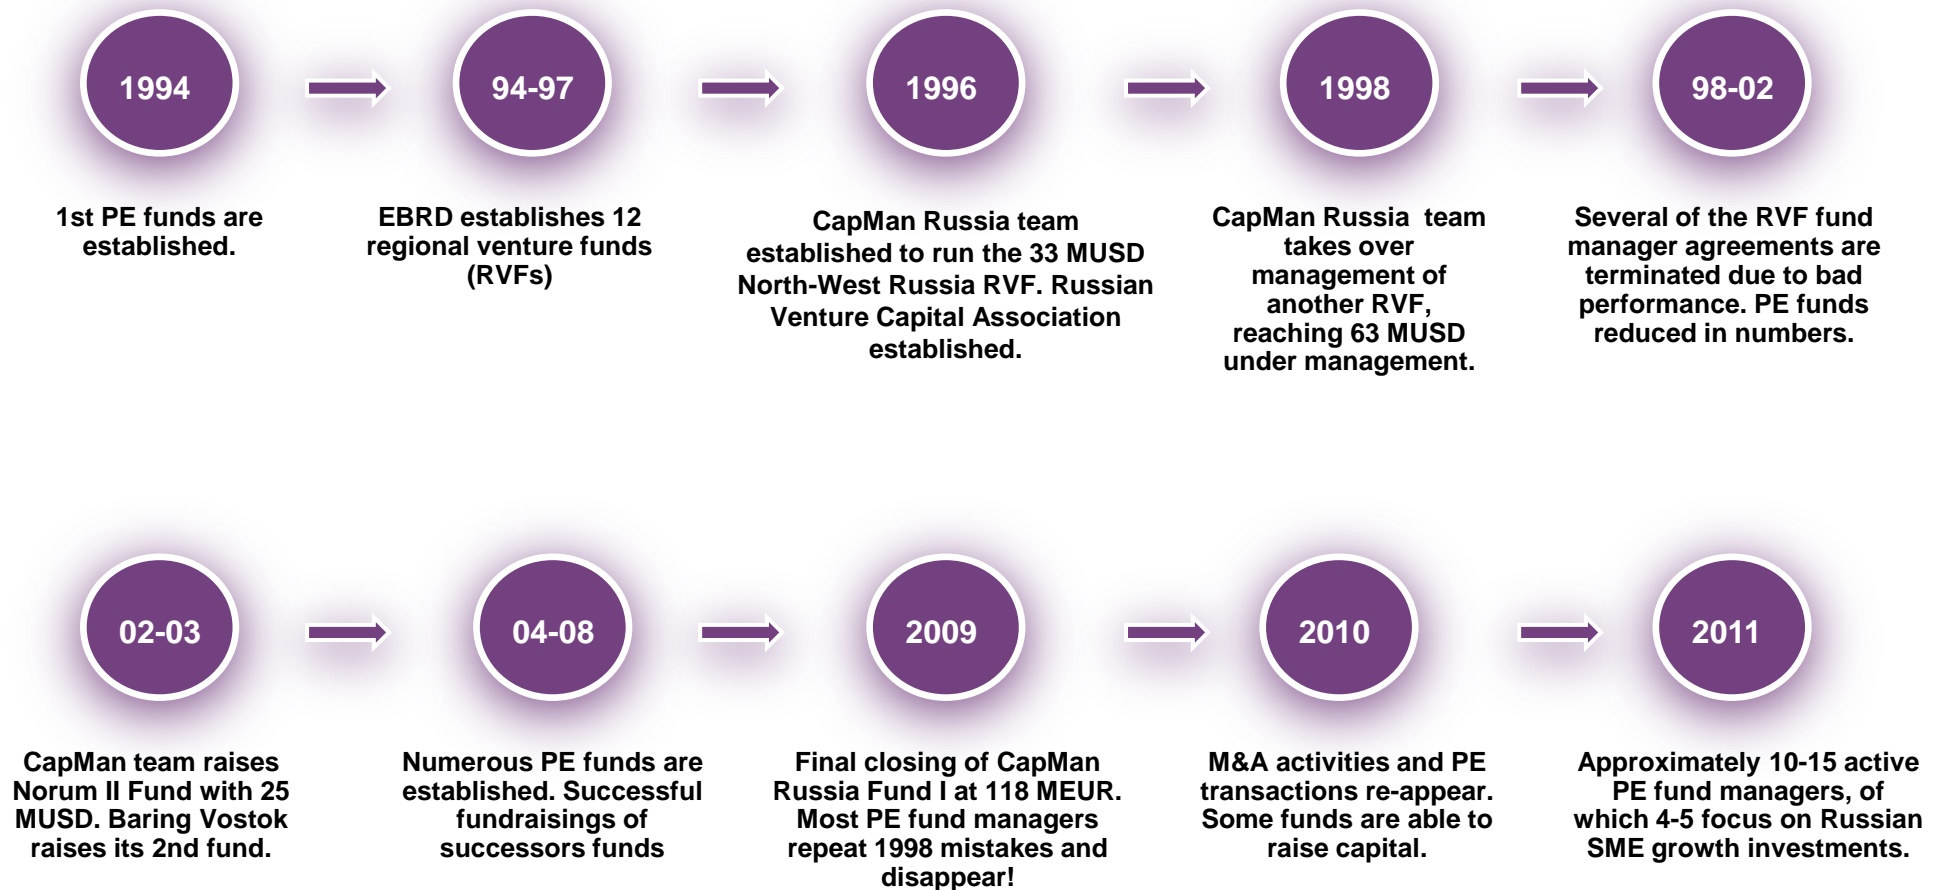 1994
94-97
1996
1998
98-02
1st PE funds are
established.
EBRD establishes 12
regional venture funds
(RVFs)
CapMan Russia team
established to run the 33 MUSD
North-West Russia RVF. Russian
Venture Capital Association
established.
CapMan Russia  team
takes over
management of
another RVF,
reaching 63 MUSD
under management.
Several of the RVF fund
manager agreements are
terminated due to bad
performance. PE funds
reduced in numbers.
02-03
04-08
2009
2010
2011
CapMan team raises
Norum II Fund with 25
MUSD. Baring Vostok
raises its 2nd fund.
Numerous PE funds are
established. Successful
fundraisings of
successors funds
Final closing of CapMan
Russia Fund I at 118 MEUR.
Most PE fund managers
repeat 1998 mistakes and
disappear!
M&A activities and PE
transactions re-appear.
Some funds are able to
raise capital.
Approximately 10-15 active
PE fund managers, of
which 4-5 focus on Russian
SME growth investments.